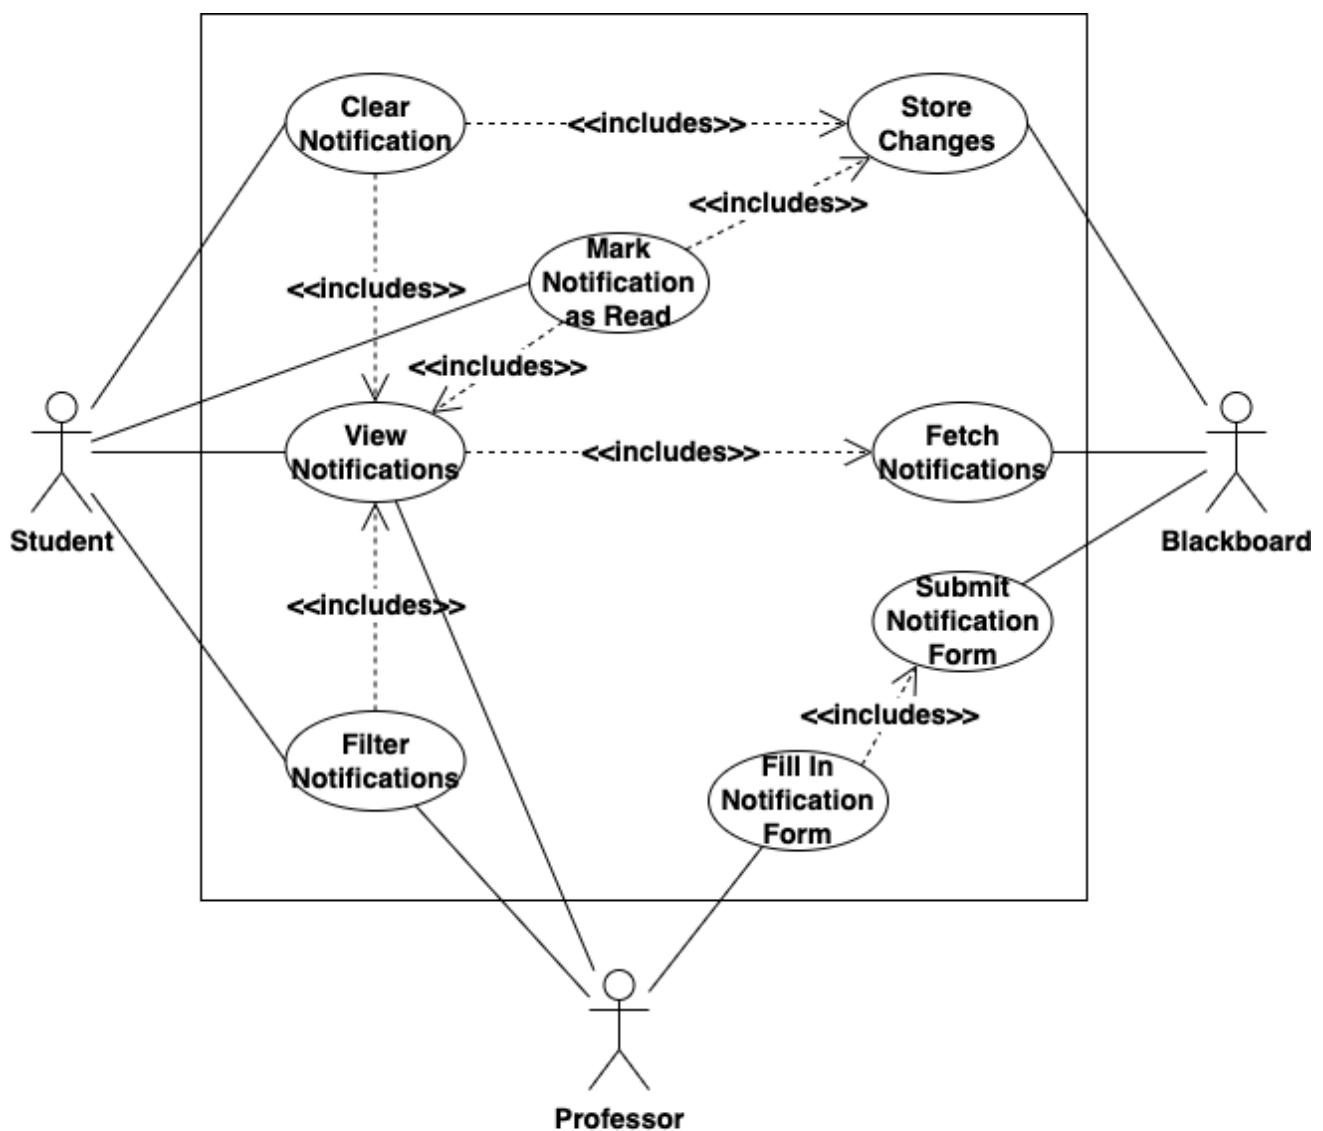 Clear
Notification
<<includes>>
Store
Changes
<<includes>>
Mark
Notification
as Read
<<includes>>
<<includes>>
View
Notifications
<<includes>>
Fetch
Notifications
Student
Blackboard
Submit
Notification
Form
<<includes>>
<<includes>>
Filter
Notifications
Fill In
Notification
Form
Professor